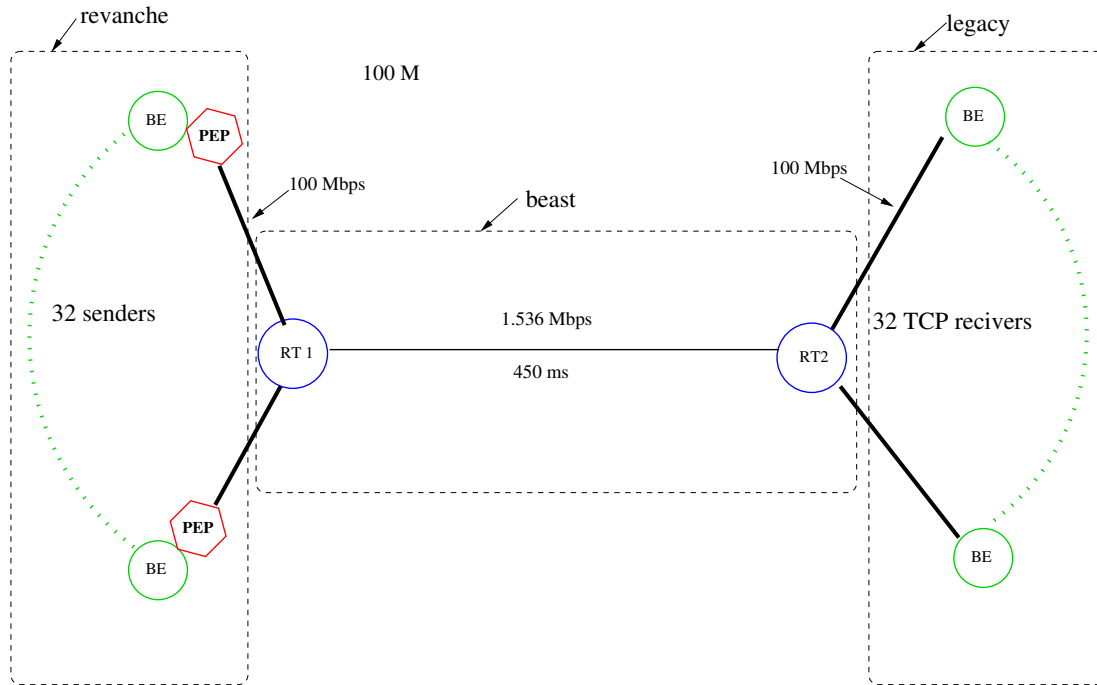 revanche
legacy
100 M
BE
PEP
BE
100 Mbps
100 Mbps
beast
32 senders
1.536 Mbps
32 TCP recivers
RT 1
RT2
450 ms
PEP
BE
BE